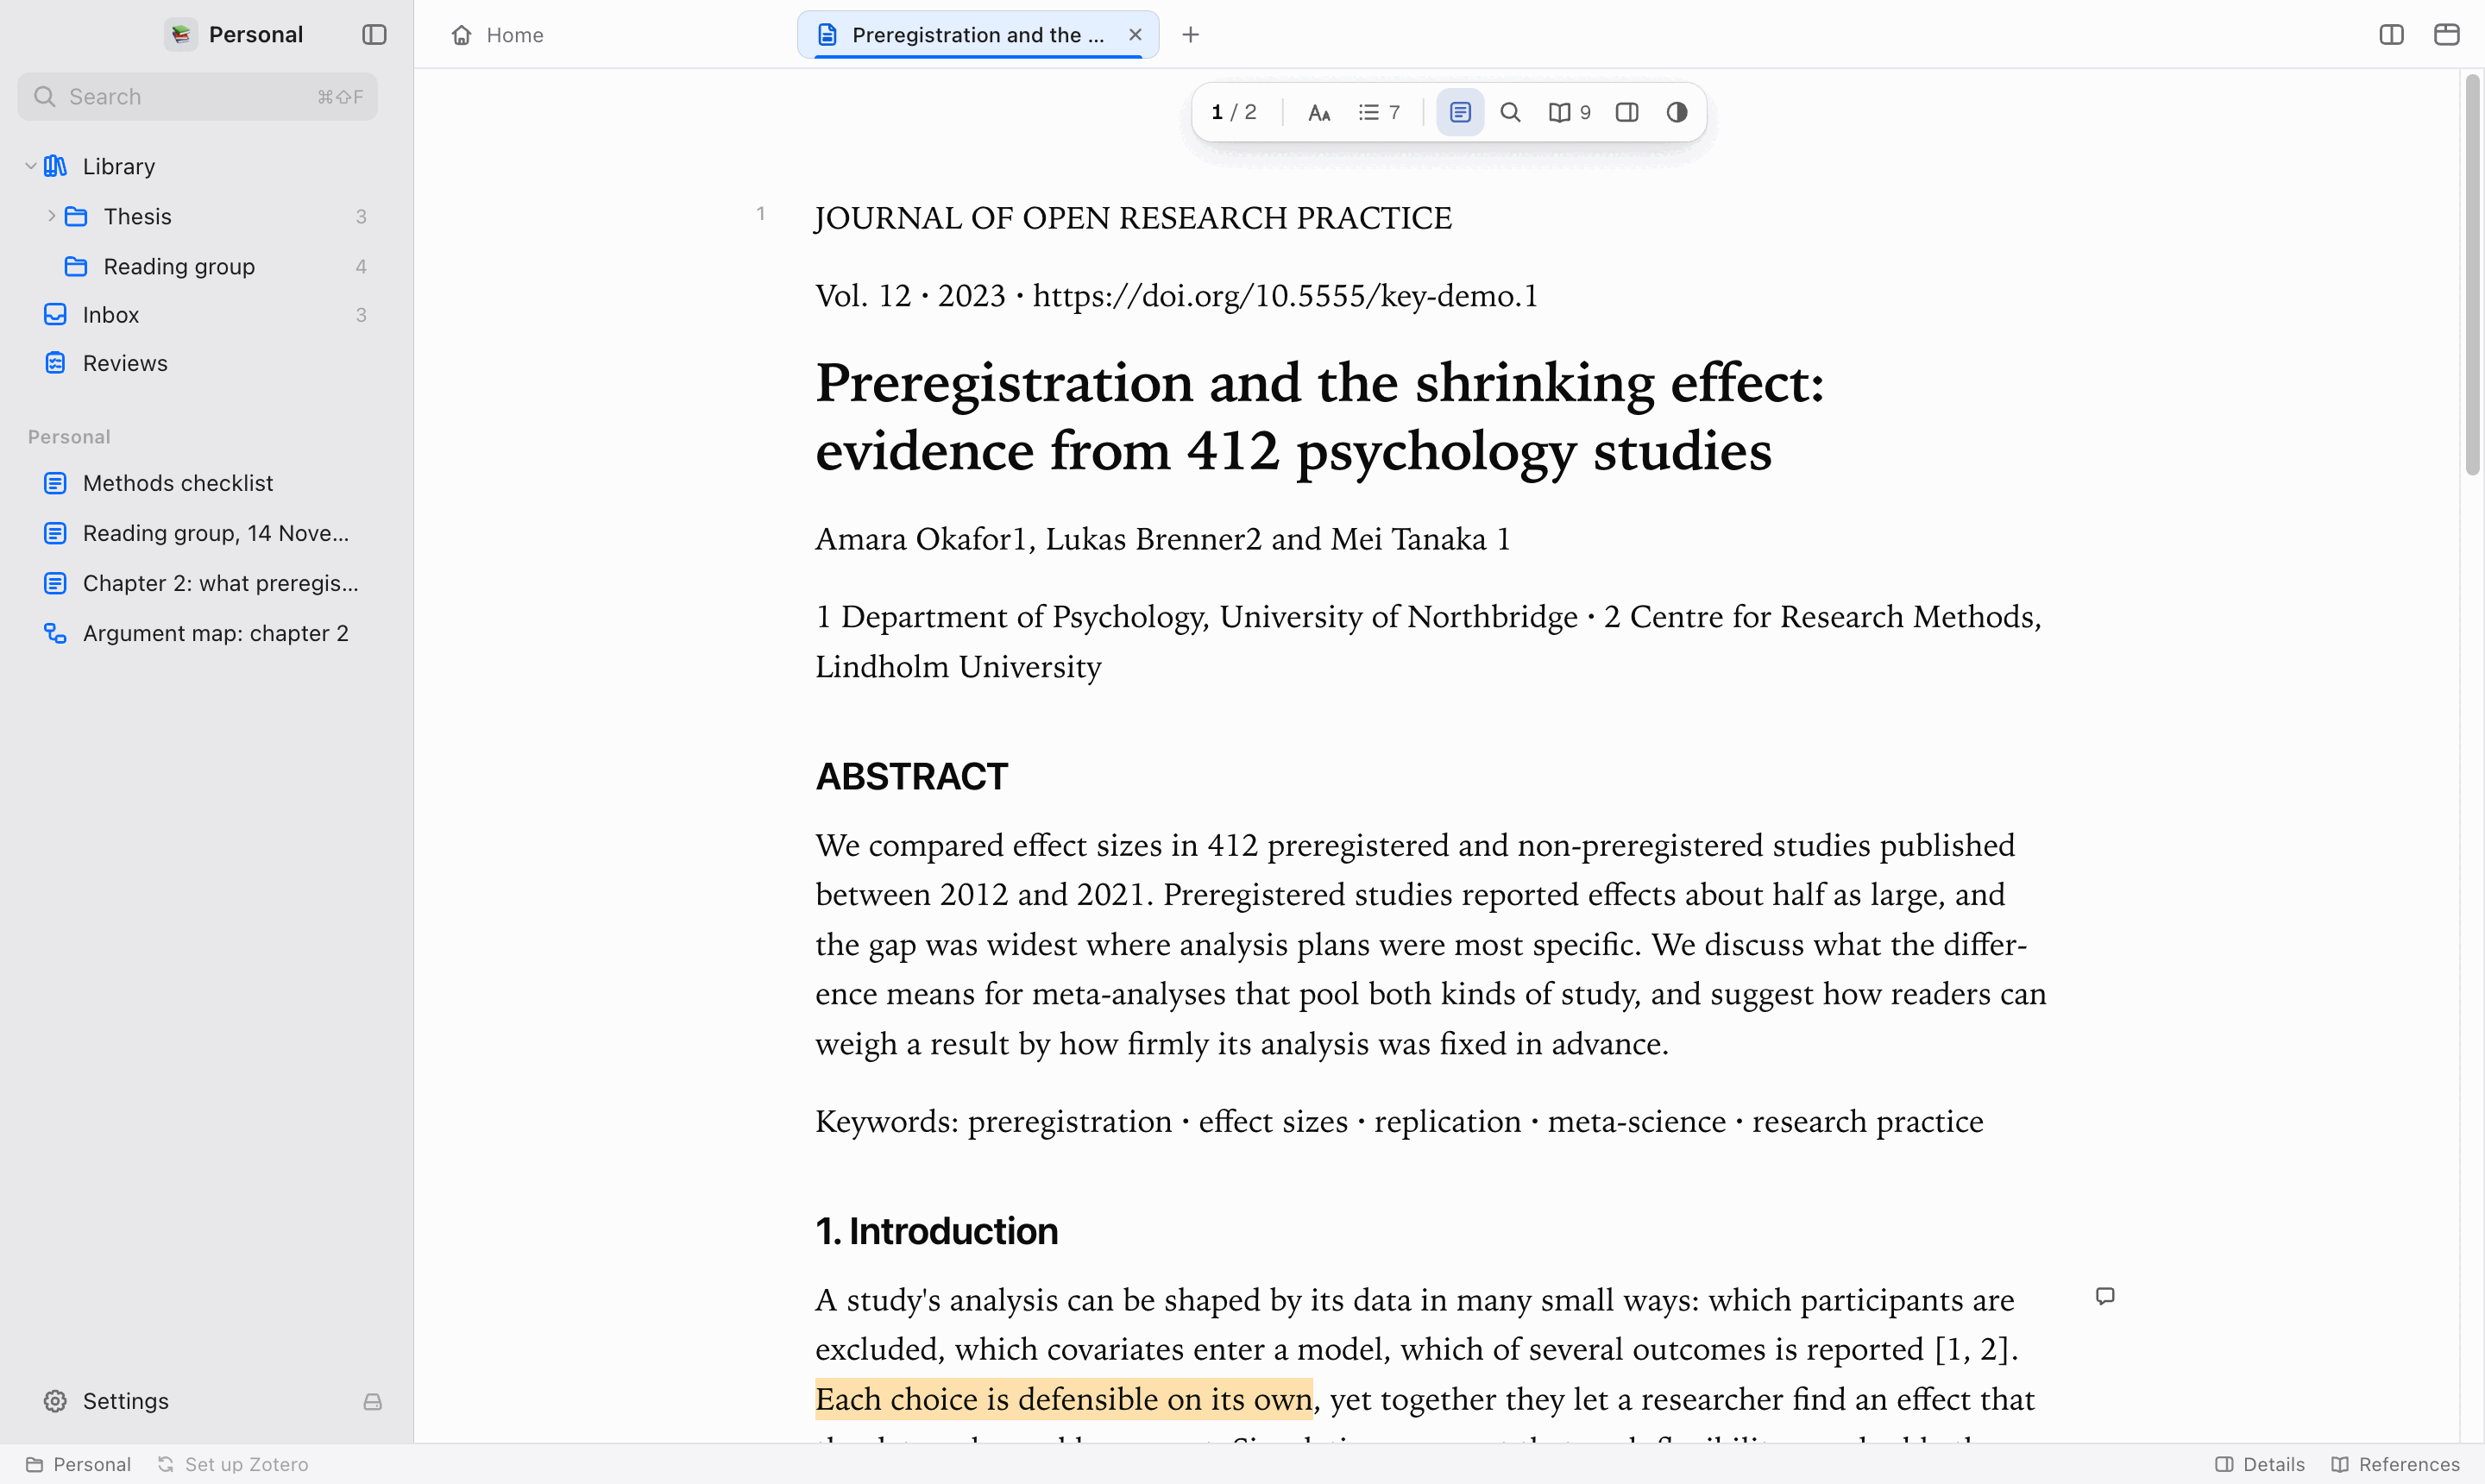 Personal
Search ⌘⇧F
Library
Thesis 3
Reading group 4
Inbox 3
Reviews
Personal
Methods checklist
Reading group, 14 Nove...
Chapter 2: what preregis...
Argument map: chapter 2
Settings
Home
Preregistration and the ...
1 / 2
7
9
1
JOURNAL OF OPEN RESEARCH PRACTICE
Vol. 12 · 2023 · https://doi.org/10.5555/key-demo.1
Preregistration and the shrinking effect:
evidence from 412 psychology studies
Amara Okafor1, Lukas Brenner2 and Mei Tanaka 1
1 Department of Psychology, University of Northbridge · 2 Centre for Research Methods,
Lindholm University
ABSTRACT
We compared effect sizes in 412 preregistered and non-preregistered studies published
between 2012 and 2021. Preregistered studies reported effects about half as large, and
the gap was widest where analysis plans were most specific. We discuss what the differ-
ence means for meta-analyses that pool both kinds of study, and suggest how readers can
weigh a result by how firmly its analysis was fixed in advance.
Keywords: preregistration · effect sizes · replication · meta-science · research practice
1. Introduction
A study's analysis can be shaped by its data in many small ways: which participants are
excluded, which covariates enter a model, which of several outcomes is reported [1, 2].
Each choice is defensible on its own, yet together they let a researcher find an effect that
Personal
Set up Zotero
Details
References